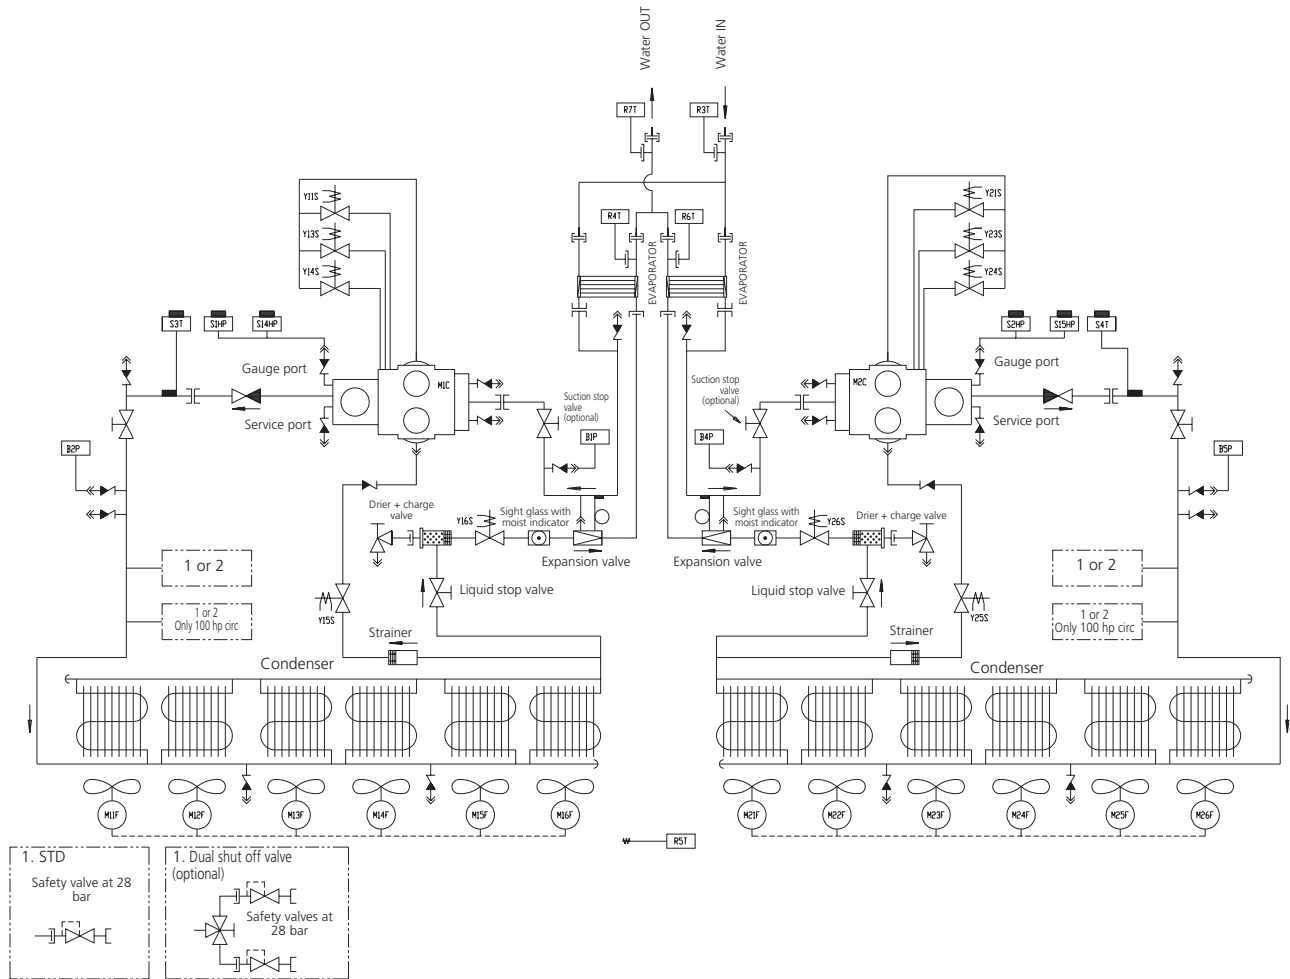 Water OUT
Water IN
R7T
R3T
Y11S
Y13S
Y14S
R4T
R6T
EVAPORATOR
EVAPORATOR
Y21S
Y23S
Y24S
S3T
S1HP
S14HP
Gauge port
Service port
M1C
Suction stop
valve
(optional)
B1P
Suction stop
valve
(optional)
B4P
M2C
S2HP
S15HP
S4T
Gauge port
Service port
B2P
B5P
Drier + charge
valve
Y16S
Sight glass with
moist indicator
Expansion valve
Sight glass with
moist indicator
Y26S
Drier + charge valve
Expansion valve
1 or 2
1 or 2
Only 100 hp circ
Liquid stop valve
Y15S
Strainer
Liquid stop valve
Y25S
Strainer
1 or 2
1 or 2
Only 100 hp circ
Condenser
Condenser
M11F
M12F
M13F
M14F
M15F
M16F
M21F
M22F
M23F
M24F
M25F
M26F
R5T
1. STD
Safety valve at 28
bar
1. Dual shut off valve
(optional)
Safety valves at
28 bar